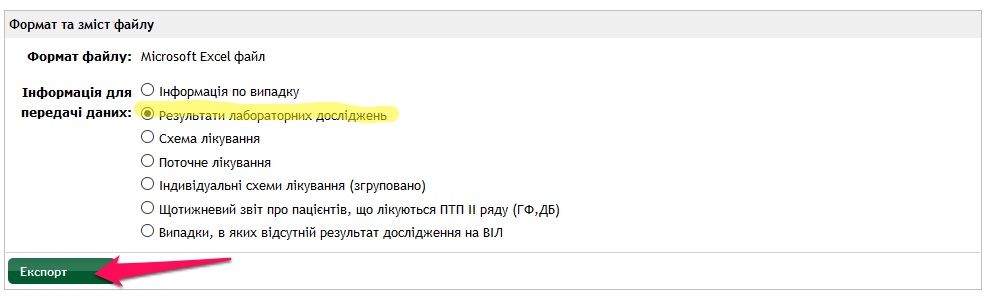 Формат та зміст файлу
Формат файлу: Microsoft Excel файл
Інформація для передачі даних:
Інформація по випадку
Результати лабораторних досліджень
Схема лікування
Поточне лікування
Індивідуальні схеми лікування (згруповано)
Щотижневий звіт про пацієнтів, що лікуються ПТП II ряду (ГФ,ДБ)
Випадки, в яких відсутній результат дослідження на ВІЛ
Експорт